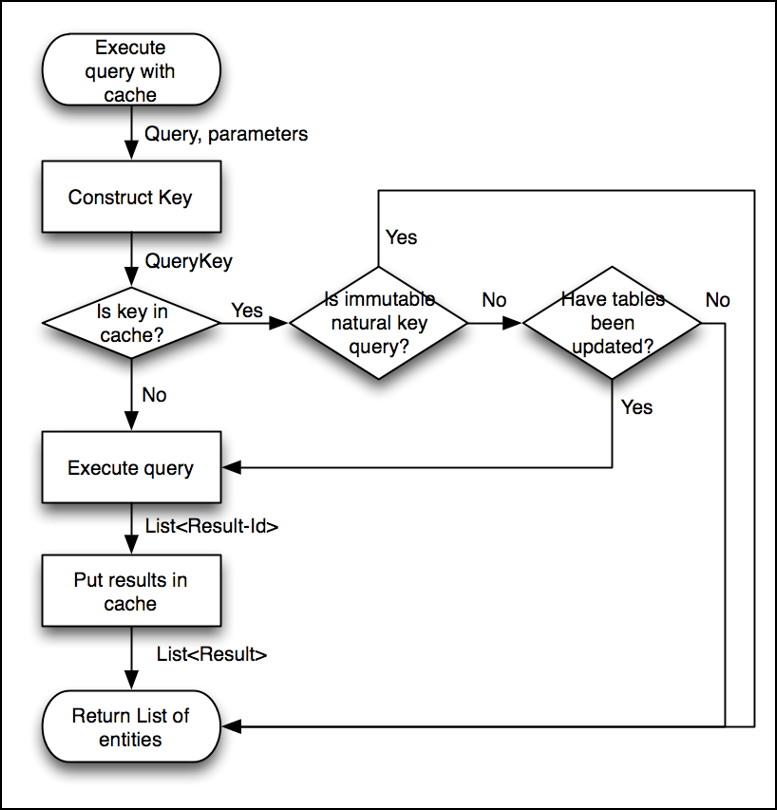 Execute
query with
cache
Query, parameters
Construct Key
QueryKey
Is key in
cache?
Yes
Yes
Is immutable
natural key
query?
No
Have tables
been
updated?
No
Yes
No
Execute query
List<Result-Id>
Put results in
cache
List<Result>
Return List of
entities